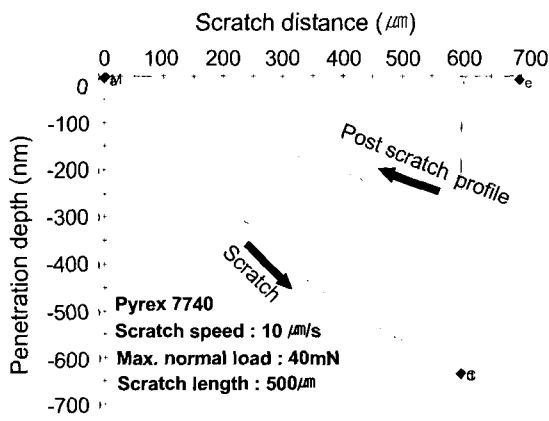 Scratch distance (㎛)
0 100 200 300 400 500 600 700
0
-100
-200
-300
-400
-500
-600
-700
Penetration depth (nm)
e
Post scratch profile
Scratch
Pyrex 7740
Scratch speed : 10 ㎛/s
Max. normal load : 40mN
Scratch length : 500㎛